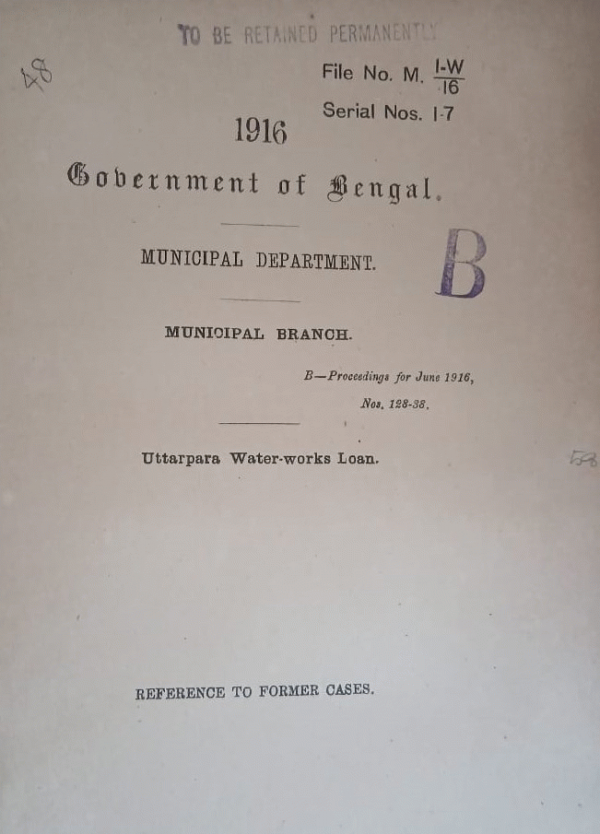 TO BE RETAINED PERMANENTLY
48
File No. M. I-W/16
Serial Nos. 1-7
1916
Government of Bengal.
MUNICIPAL DEPARTMENT.
B
MUNICIPAL BRANCH.
B—Proceedings for June 1916,
Nos. 128-38.
Uttarpara Water-works Loan.
58
REFERENCE TO FORMER CASES.